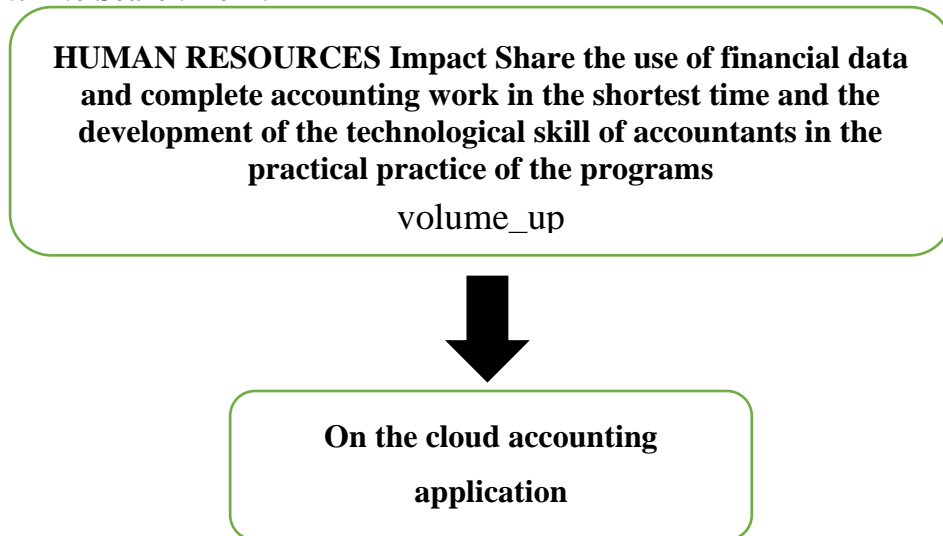 HUMAN RESOURCES Impact Share the use of financial data
and complete accounting work in the shortest time and the
development of the technological skill of accountants in the
practical practice of the programs
volume_up
On the cloud accounting
application